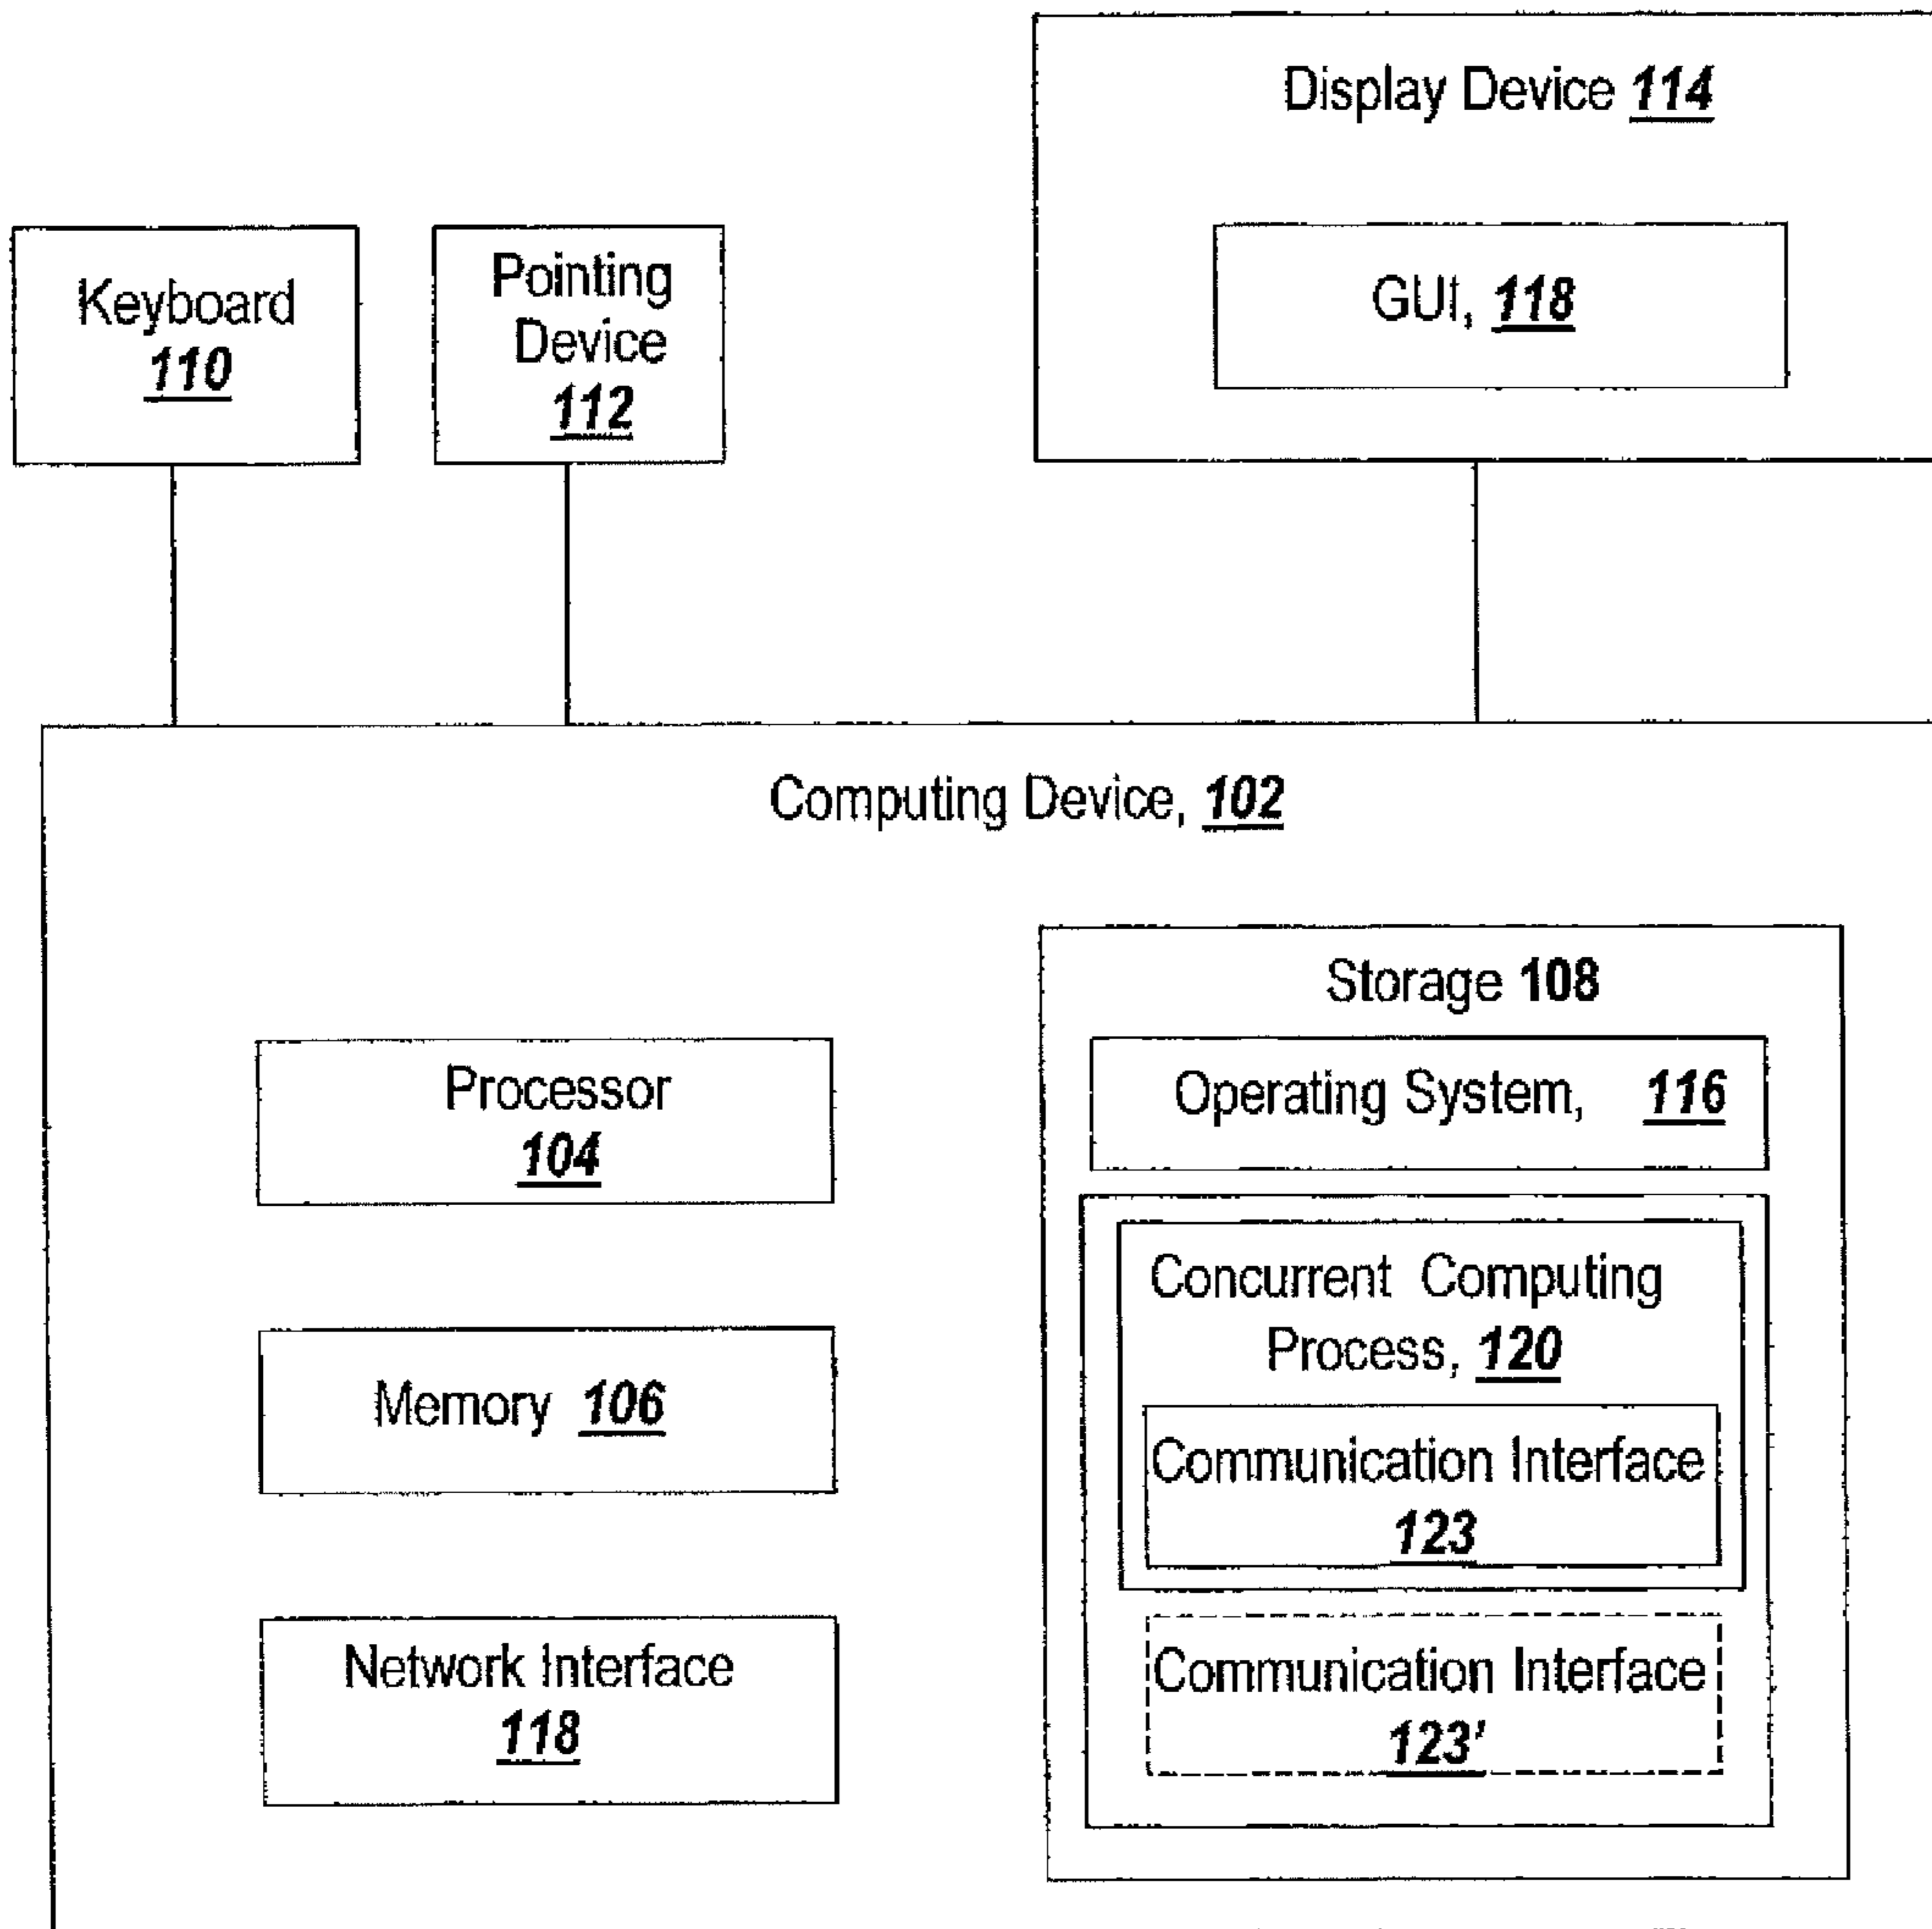 Display Device 114
GUI, 118
Keyboard
110
Pointing
Device
112
Computing Device, 102
Processor
104
Memory 106
Network Interface
118
Storage 108
Operating System, 116
Concurrent Computing
Process, 120
Communication Interface
123
Communication Interface
123'